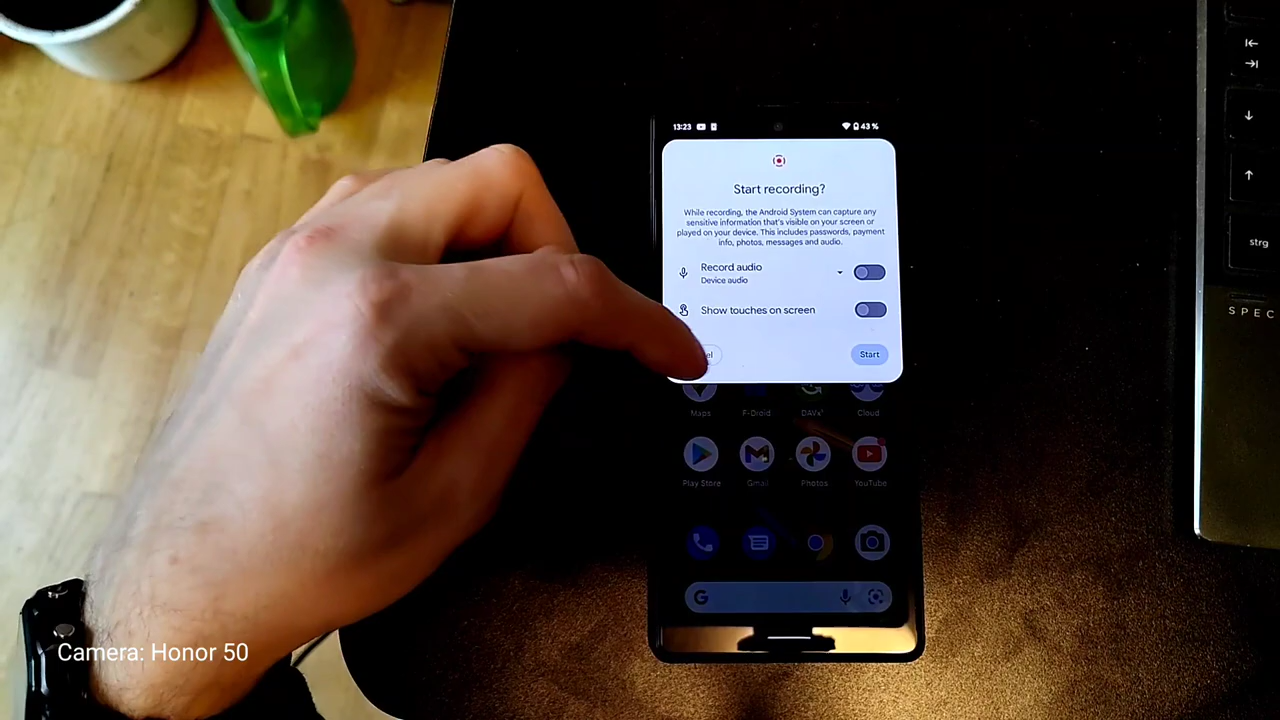 13:23
43 %
Start recording?
While recording, the Android System can capture any
sensitive information that's visible on your screen or
played on your device. This includes passwords, payment
info, photos, messages and audio.
Record audio
Device audio
Show touches on screen
Start
Maps F-Droid DAVx⁵ Cloud
Play Store Gmail Photos YouTube
G
strg
SPEC
Camera: Honor 50